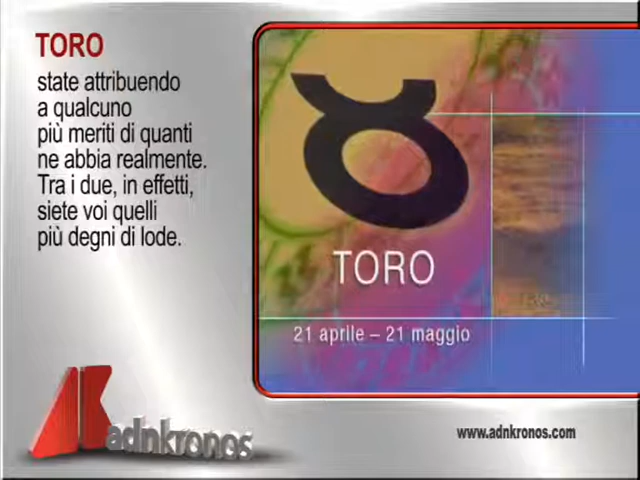 TORO
state attribuendo
a qualcuno
più meriti di quanti
ne abbia realmente.
Tra i due, in effetti,
siete voi quelli
più degni di lode.
TORO
21 aprile – 21 maggio
adnkronos
www.adnkronos.com